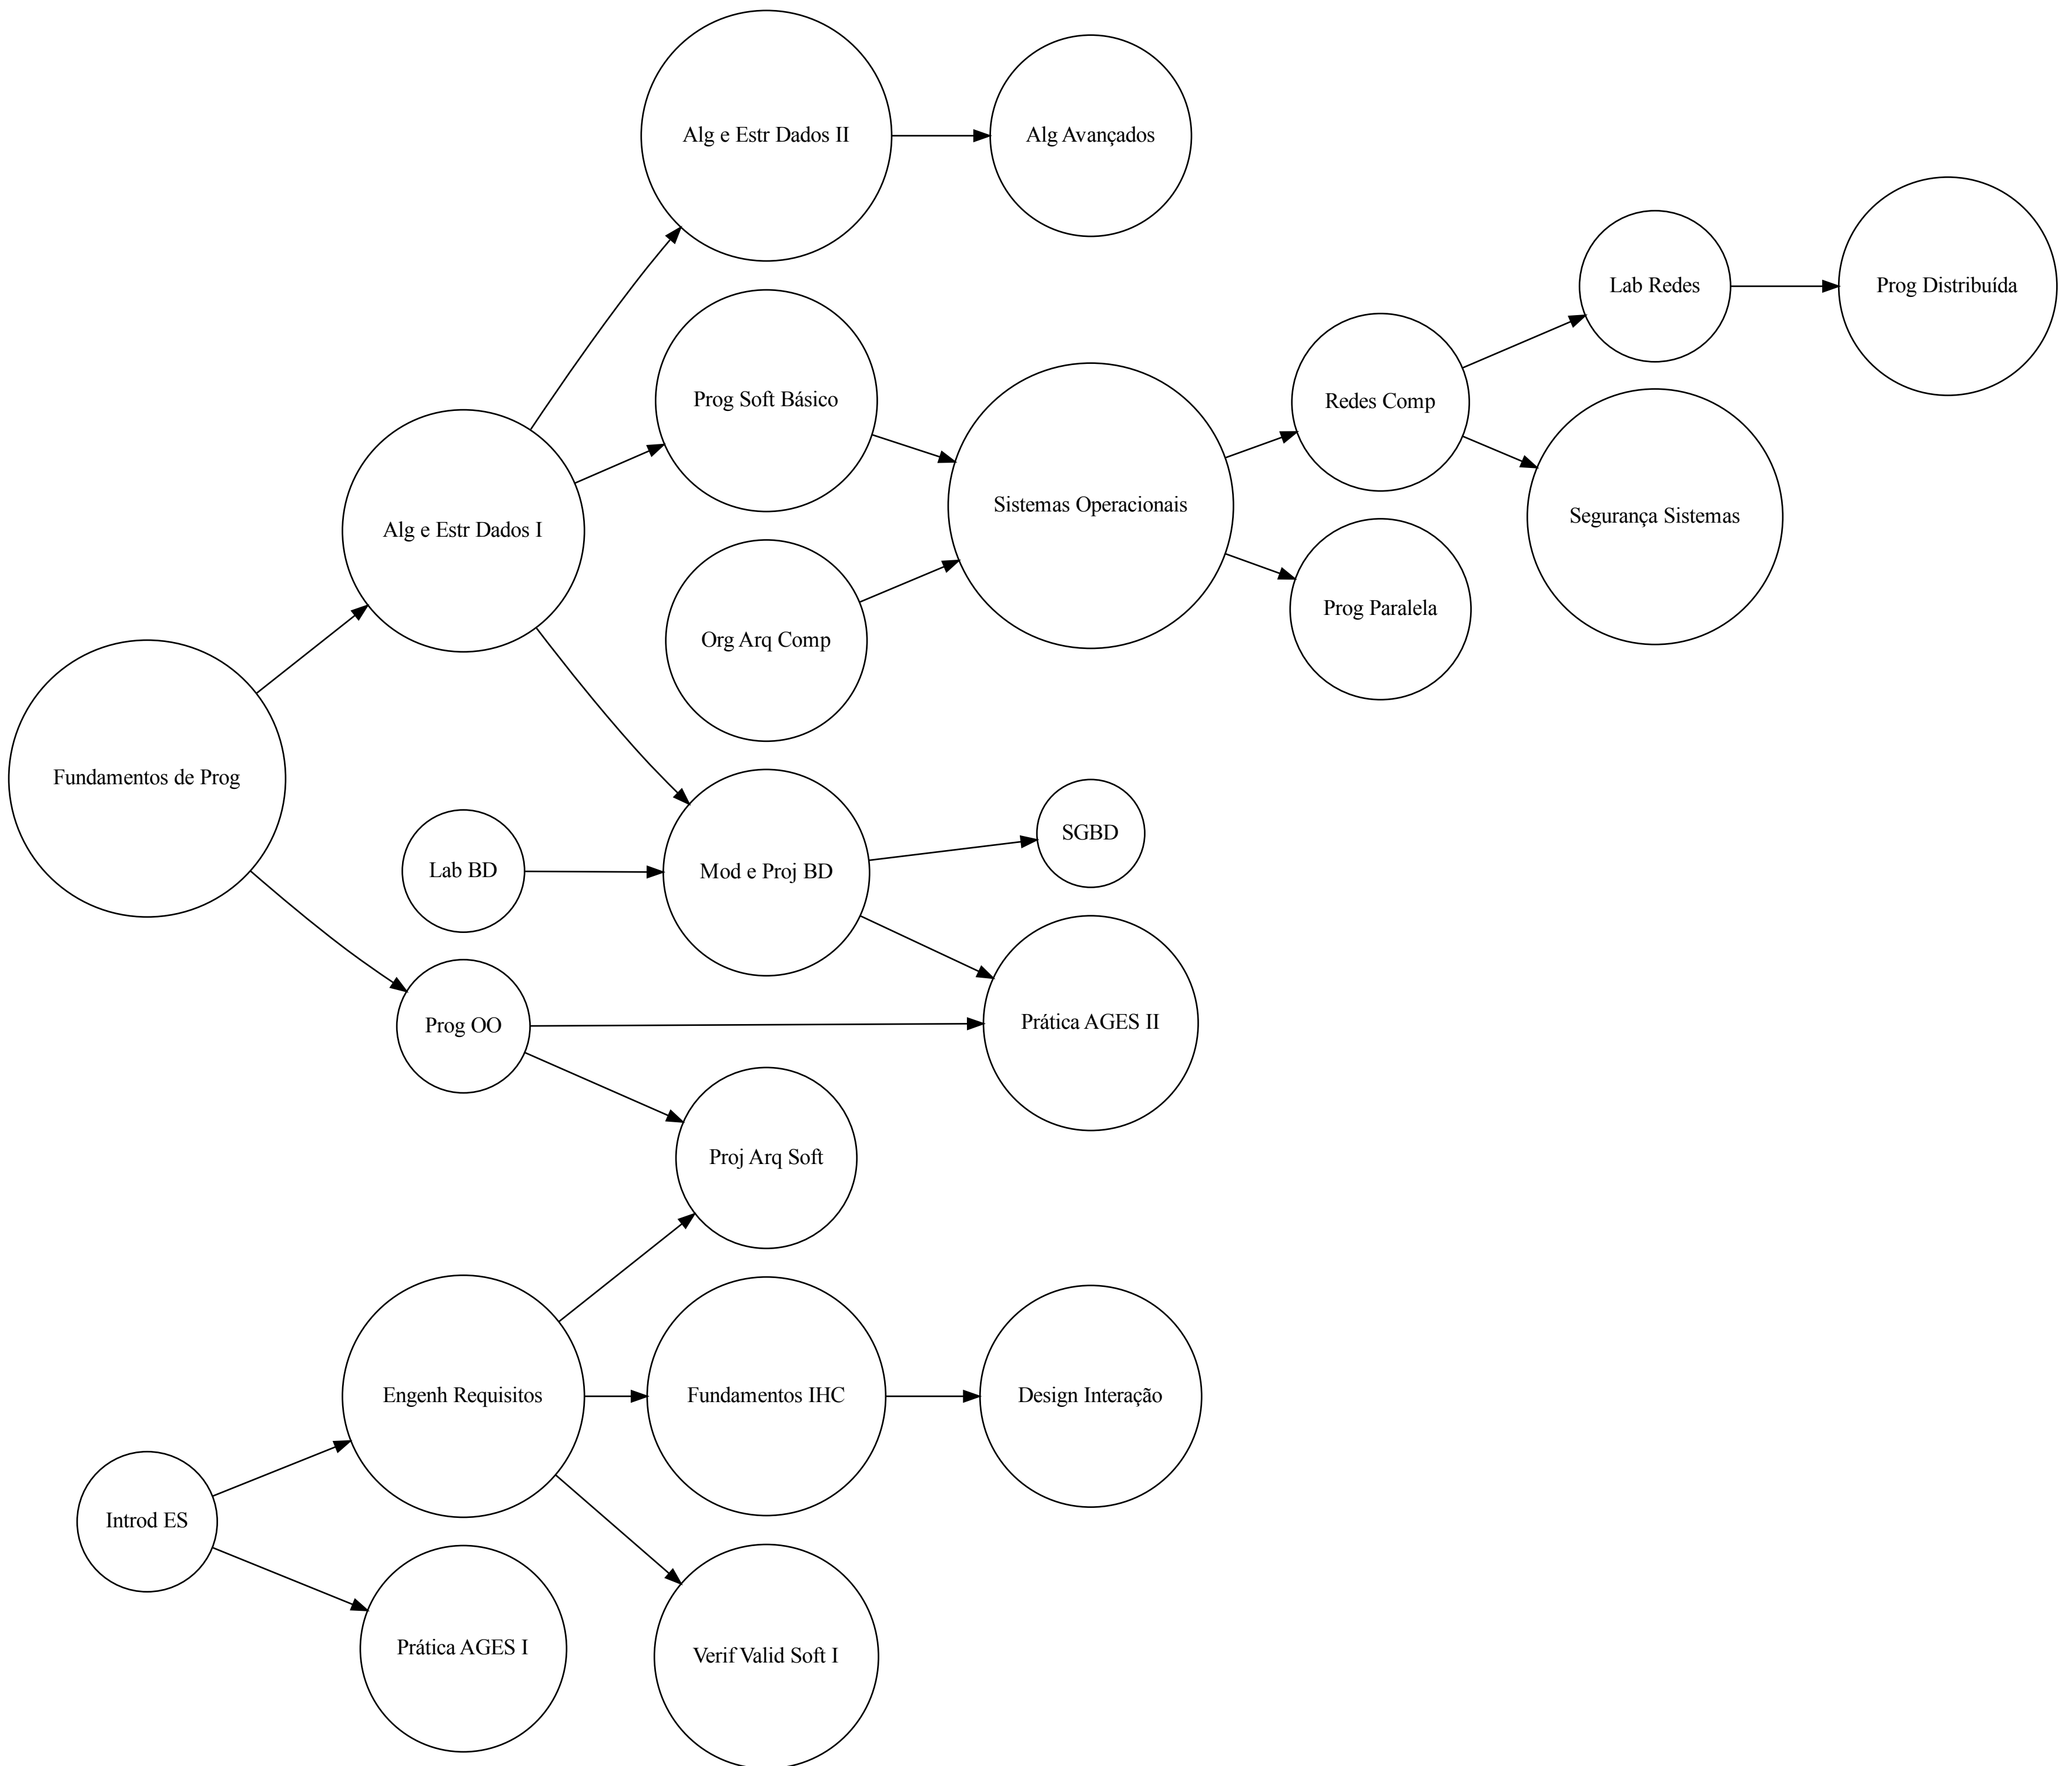 Alg e Estr Dados II
Alg Avançados
Lab Redes
Prog Distribuída
Prog Soft Básico
Redes Comp
Sistemas Operacionais
Segurança Sistemas
Alg e Estr Dados I
Prog Paralela
Org Arq Comp
Fundamentos de Prog
SGBD
Lab BD
Mod e Proj BD
Prog OO
Prática AGES II
Proj Arq Soft
Engenh Requisitos
Fundamentos IHC
Design Interação
Introd ES
Prática AGES I
Verif Valid Soft I